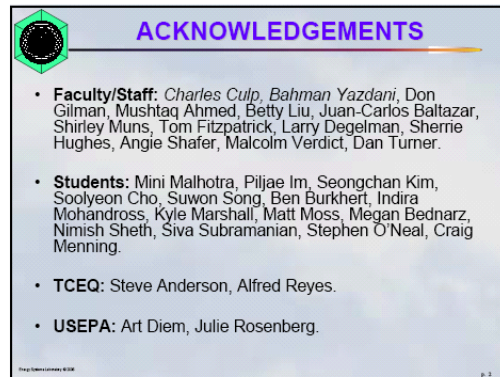 ACKNOWLEDGEMENTS
• Faculty/Staff: Charles Culp, Bahman Yazdani, Don
Gilman, Mushtaq Ahmed, Betty Liu, Juan-Carlos Baltazar,
Shirley Muns, Tom Fitzpatrick, Larry Degelman, Sherrie
Hughes, Angie Shafer, Malcolm Verdict, Dan Turner.
• Students: Mini Malhotra, Piljae Im, Seongchan Kim,
Soolyeon Cho, Suwon Song, Ben Burkhert, Indira
Mohandross, Kyle Marshall, Matt Moss, Megan Bednarz,
Nimish Sheth, Siva Subramanian, Stephen O'Neal, Craig
Menning.
• TCEQ: Steve Anderson, Alfred Reyes.
• USEPA: Art Diem, Julie Rosenberg.